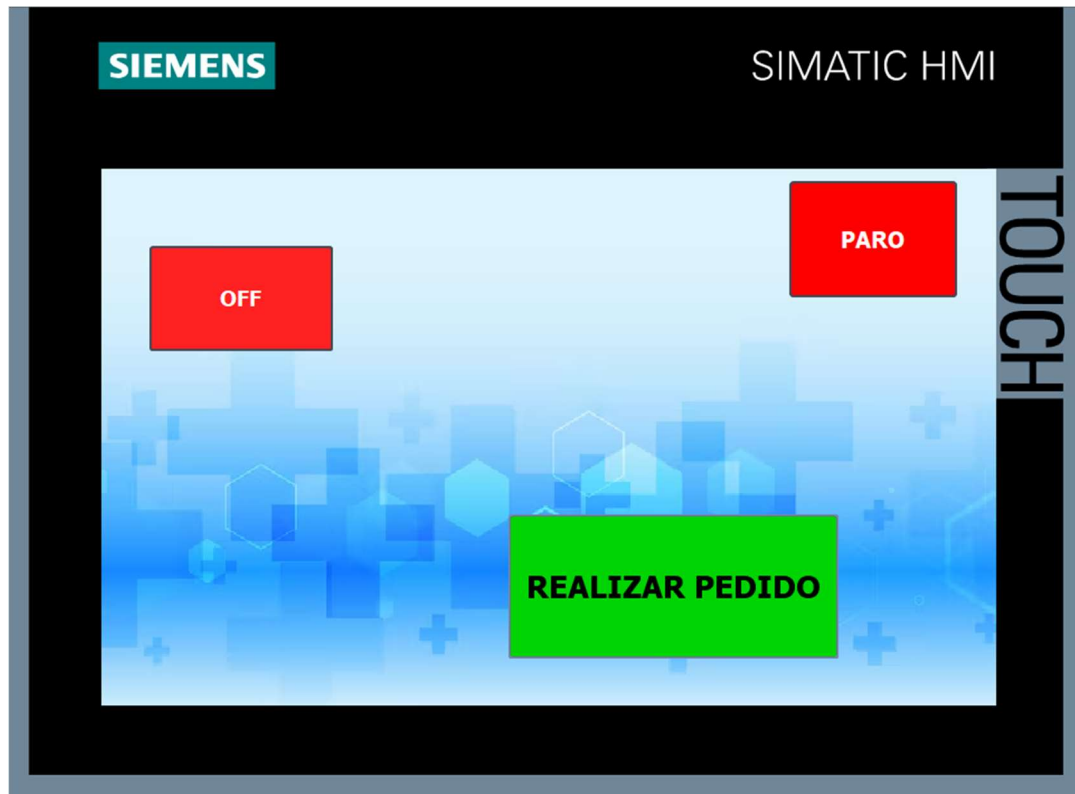 SIEMENS
SIMATIC HMI
TOUCH
PARO
OFF
REALIZAR PEDIDO